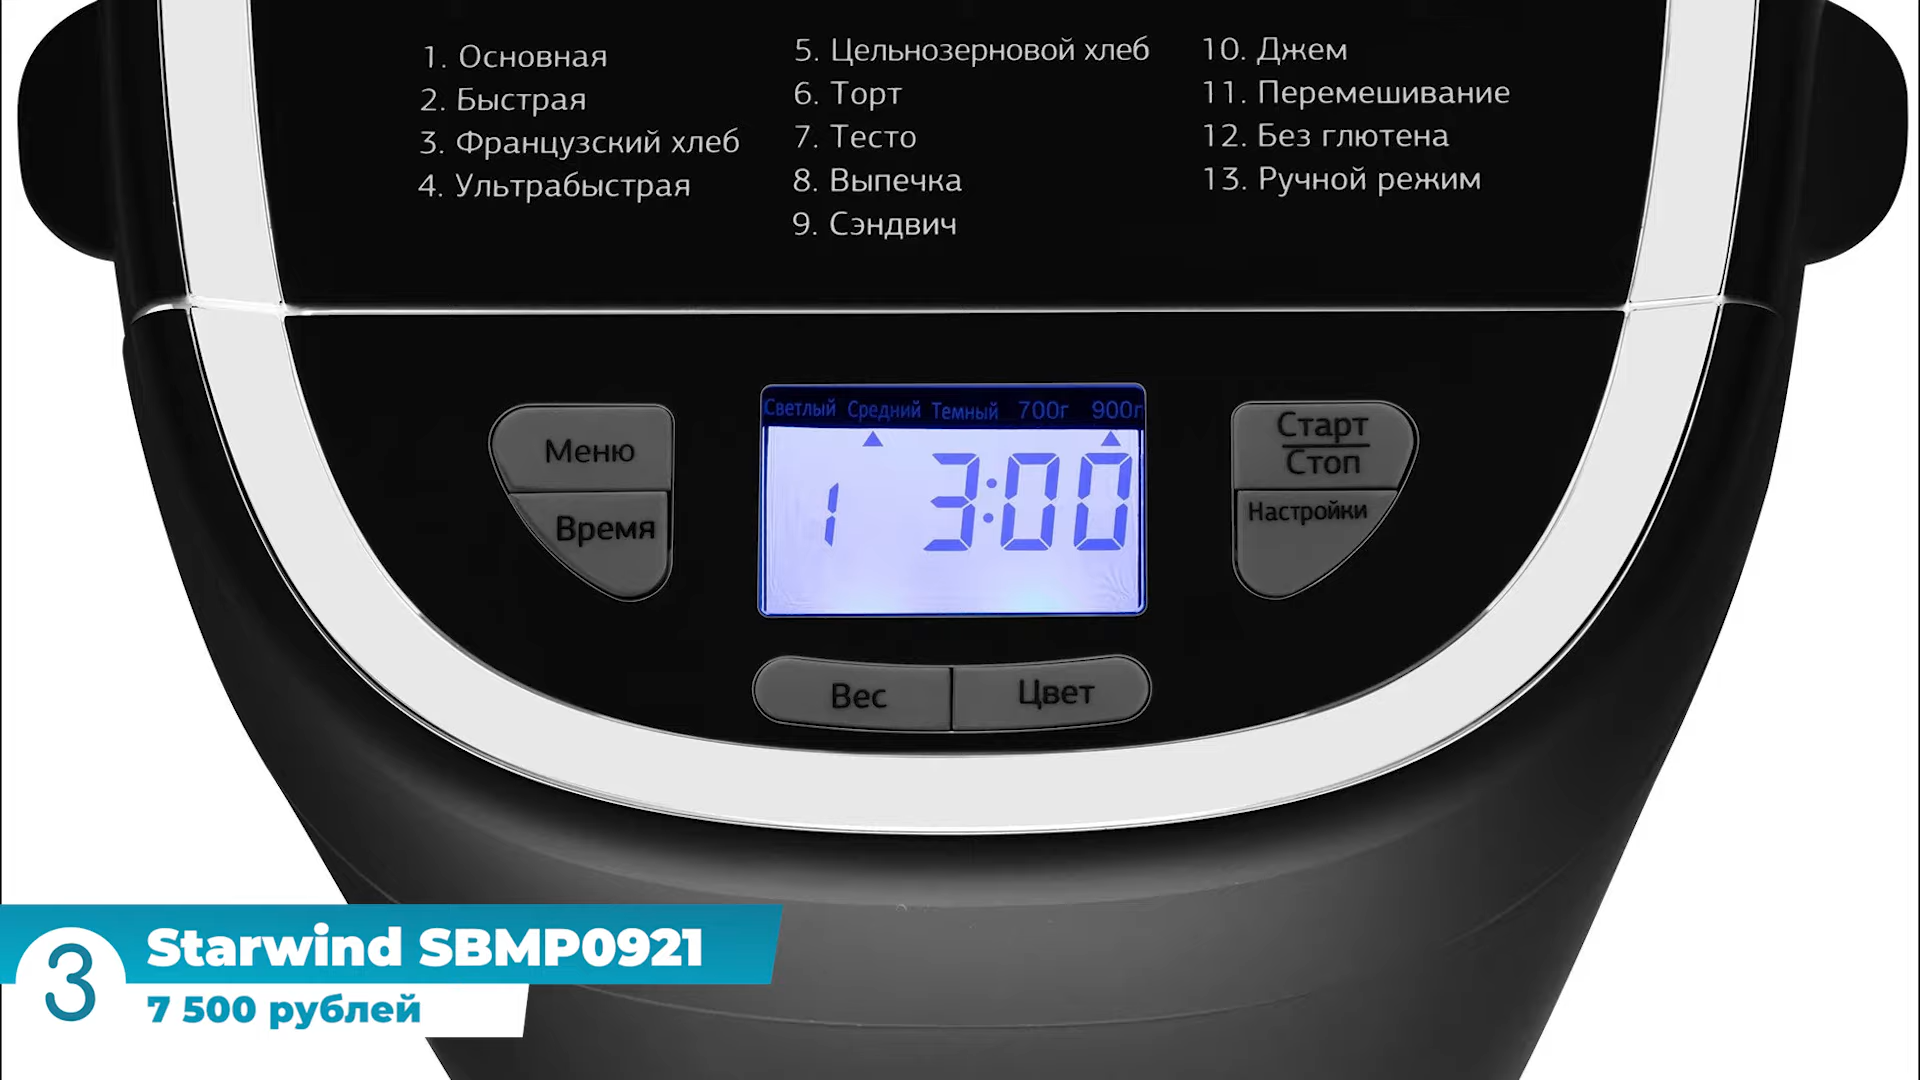 1. Основная
2. Быстрая
3. Французский хлеб
4. Ультрабыстрая
5. Цельнозерновой хлеб
6. Торт
7. Тесто
8. Выпечка
9. Сэндвич
10. Джем
11. Перемешивание
12. Без глютена
13. Ручной режим
Светлый Средний Темный 700г 900г
1 3:00
Меню
Время
Старт
Стоп
Настройки
Вес
Цвет
3
Starwind SBMP0921
7 500 рублей